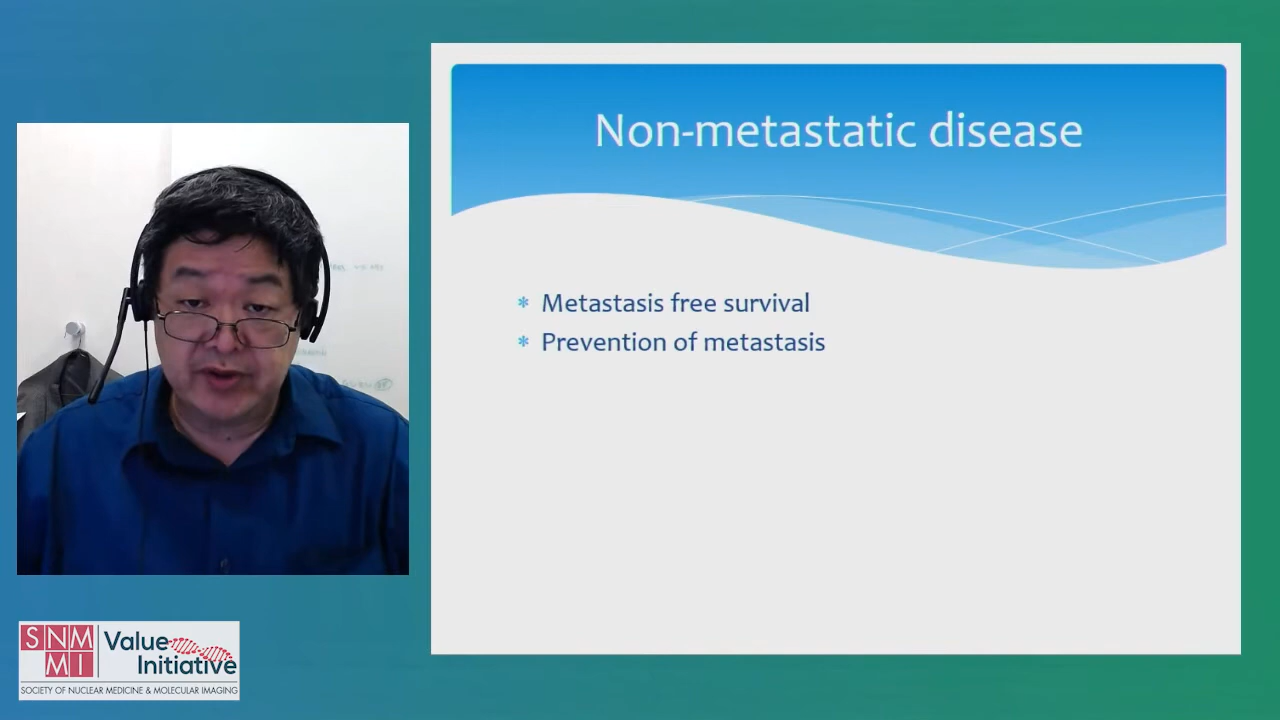 Non-metastatic disease
* Metastasis free survival
* Prevention of metastasis
SNM
MI
Value
Initiative
SOCIETY OF NUCLEAR MEDICINE & MOLECULAR IMAGING